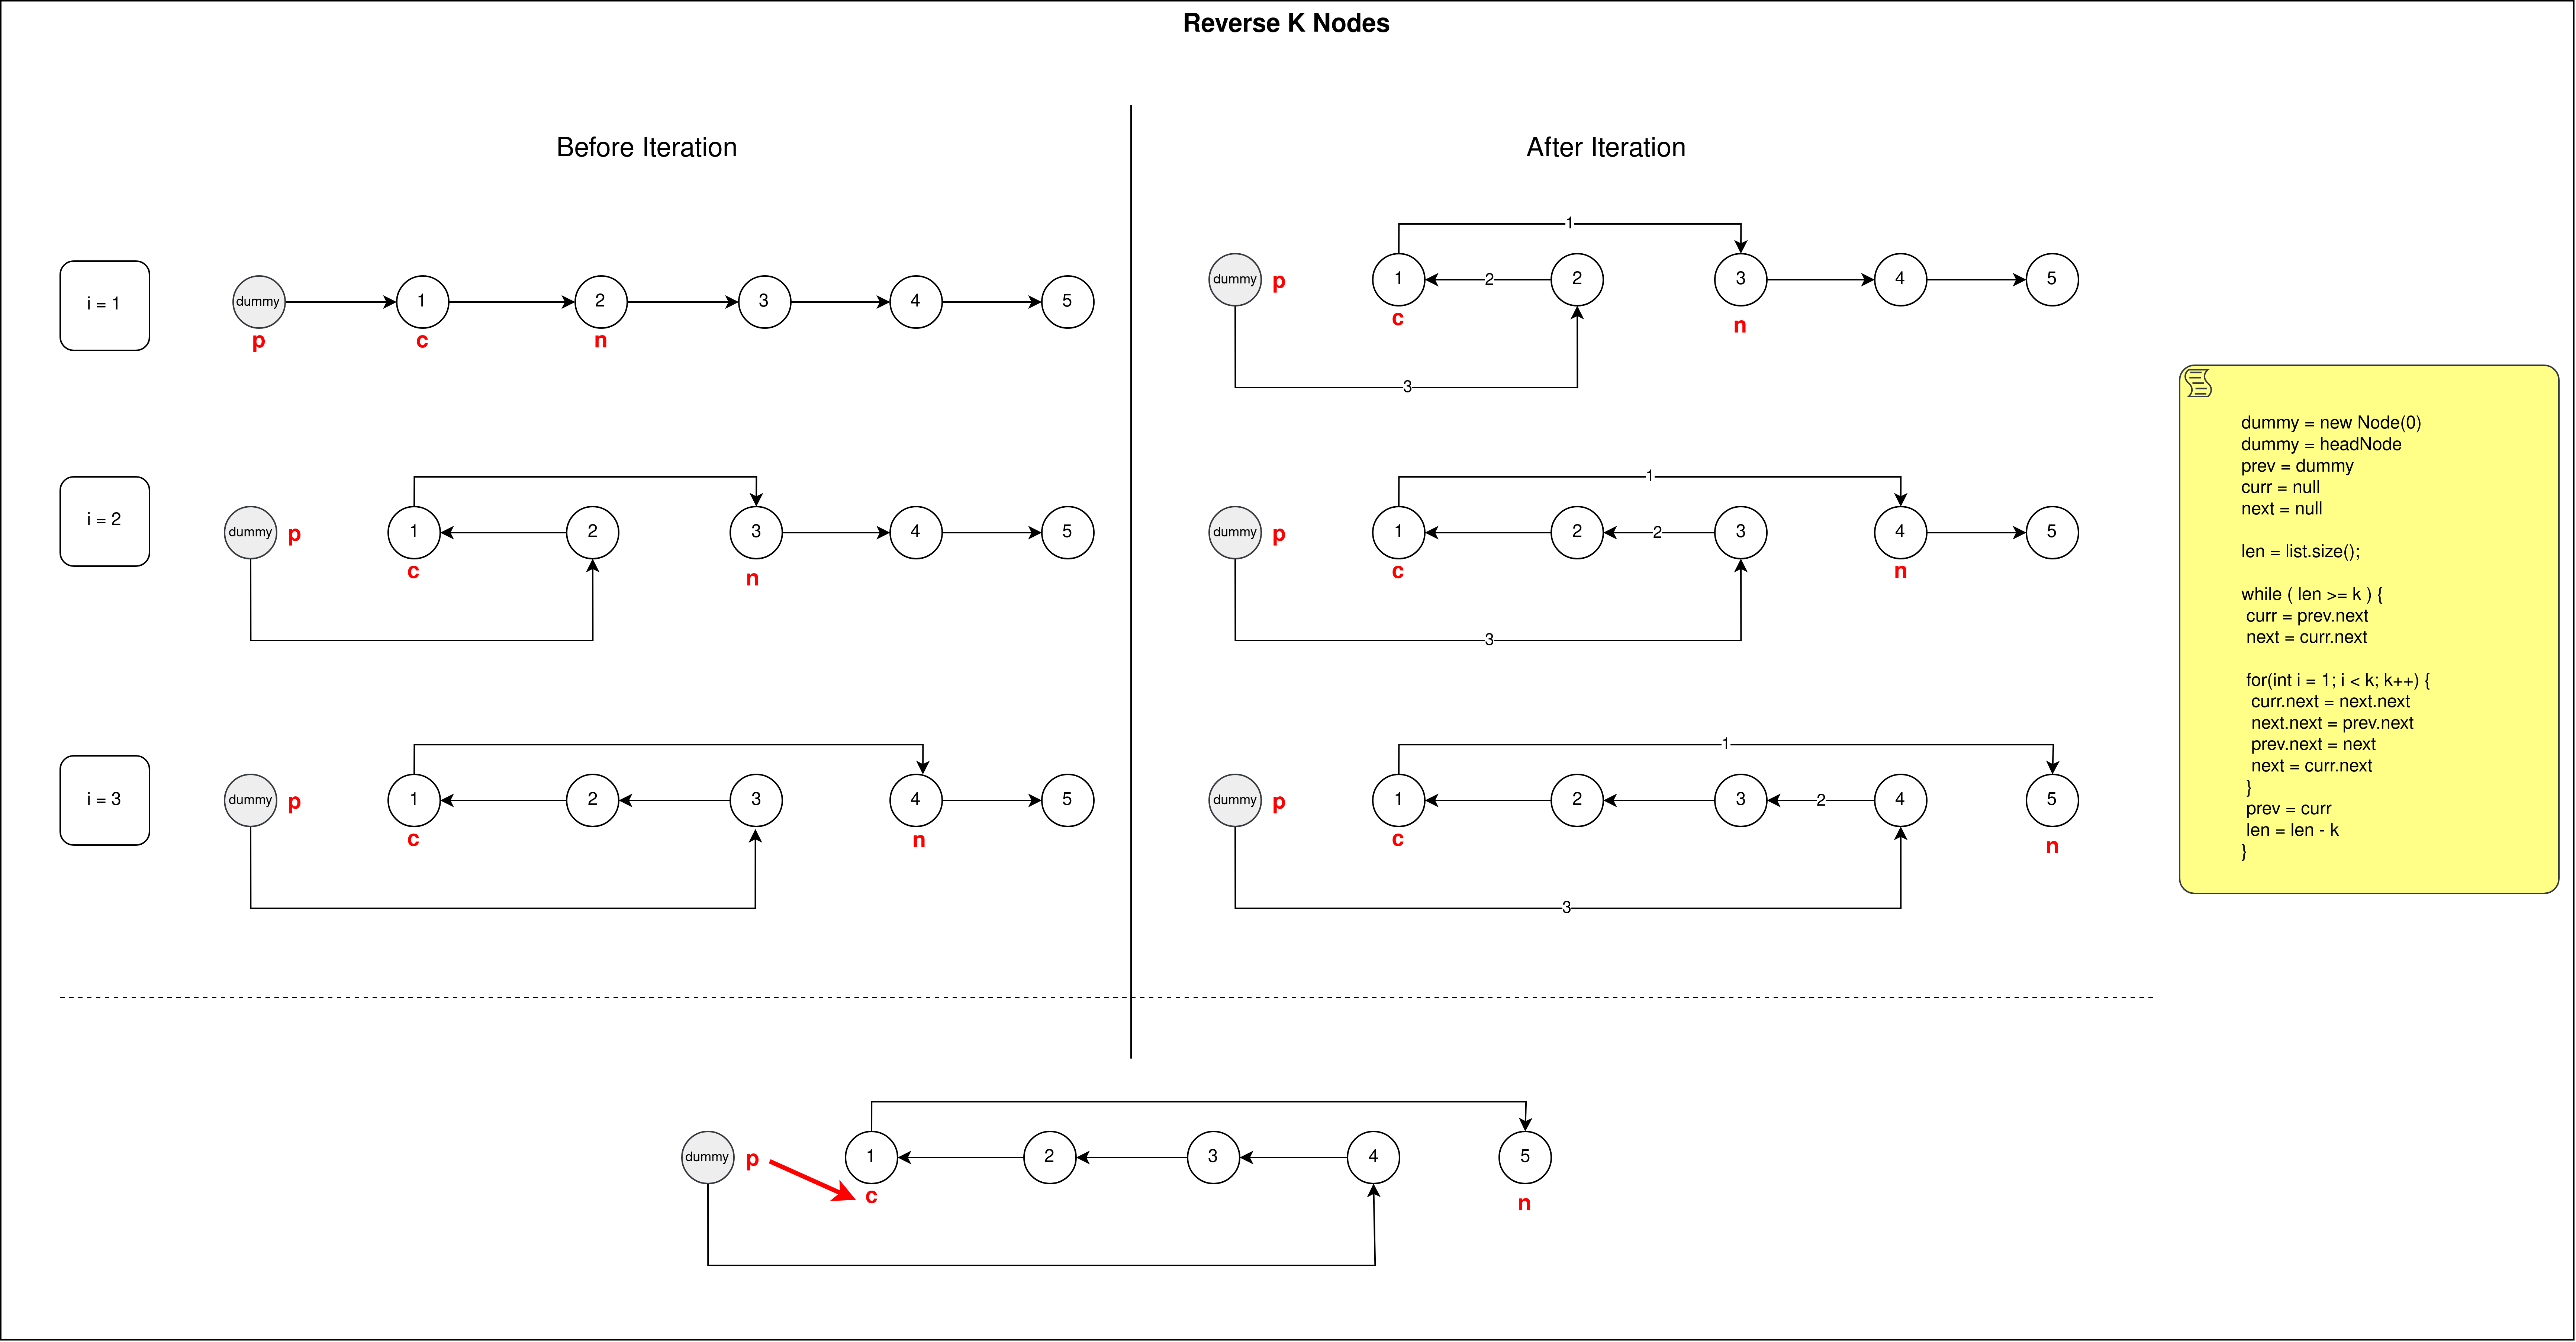 Reverse K Nodes
Before Iteration
After Iteration
i = 1
dummy
1
2
3
4
5
p
c
n
1
dummy
p
1
2
2
3
4
5
c
n
3
i = 2
dummy
p
1
2
3
4
5
c
n
1
dummy
p
1
2
2
3
4
5
c
n
3
i = 3
dummy
p
1
2
3
4
5
c
n
1
dummy
p
1
2
3
2
4
5
c
n
3
dummy = new Node(0)
dummy = headNode
prev = dummy
curr = null
next = null
len = list.size();
while ( len >= k ) {
curr = prev.next
next = curr.next
for(int i = 1; i < k; k++) {
curr.next = next.next
next.next = prev.next
prev.next = next
next = curr.next
}
prev = curr
len = len - k
}
dummy
p
1
2
3
4
5
c
n